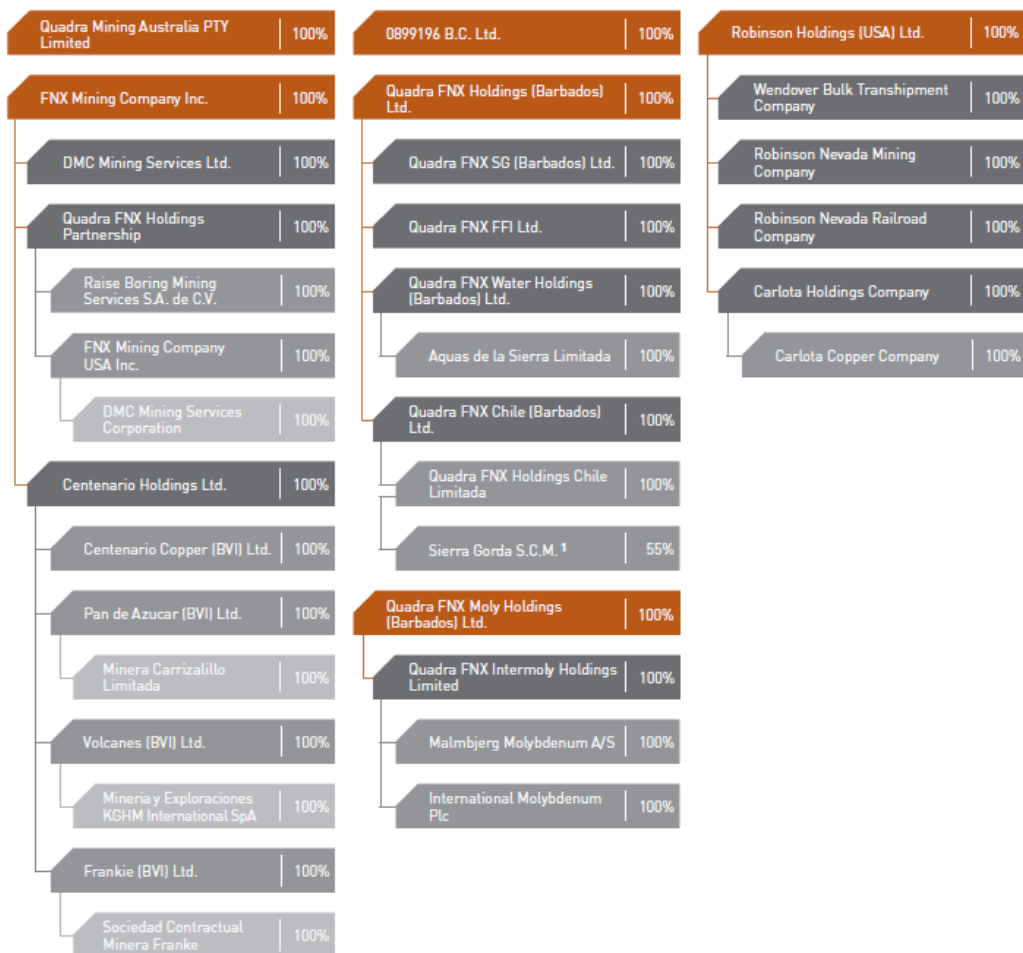 Quadra Mining Australia PTY
Limited
100%
FNX Mining Company Inc.
100%
DMC Mining Services Ltd.
100%
Quadra FNX Holdings
Partnership
100%
Raise Boring Mining
Services S.A. de C.V.
100%
FNX Mining Company
USA Inc.
100%
DMC Mining Services
Corporation
100%
Centenario Holdings Ltd.
100%
Centenario Copper (BVI) Ltd.
100%
Pan de Azucar (BVI) Ltd.
100%
Minera Carrizalillo
Limitada
100%
Volcanes (BVI) Ltd.
100%
Mineria y Exploraciones
KGHM International SpA
100%
Frankie (BVI) Ltd.
100%
Sociedad Contractual
Minera Franke
100%
0899196 B.C. Ltd.
100%
Quadra FNX Holdings (Barbados)
Ltd.
100%
Quadra FNX SG (Barbados) Ltd.
100%
Quadra FNX FFI Ltd.
100%
Quadra FNX Water Holdings
(Barbados) Ltd.
100%
Aquas de la Sierra Limitada
100%
Quadra FNX Chile (Barbados)
Ltd.
100%
Quadra FNX Holdings Chile
Limitada
100%
Sierra Gorda S.C.M. 1
55%
Quadra FNX Moly Holdings
(Barbados) Ltd.
100%
Quadra FNX Intermoly Holdings
Limited
100%
Malmbjerg Molybdenum A/S
100%
International Molybdenum
Plc
100%
Robinson Holdings (USA) Ltd.
100%
Wendover Bulk Transhipment
Company
100%
Robinson Nevada Mining
Company
100%
Robinson Nevada Railroad
Company
100%
Carlota Holdings Company
100%
Carlota Copper Company
100%